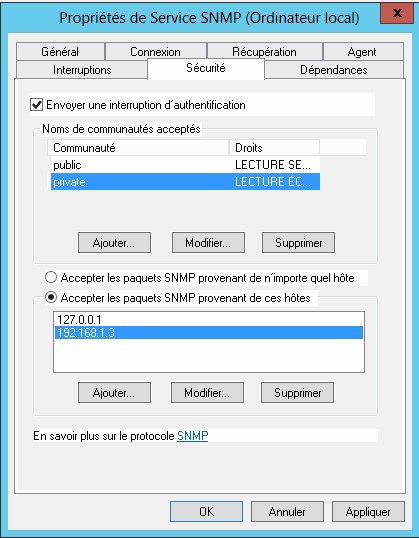 Propriétés de Service SNMP (Ordinateur local)
x
Général Connexion Récupération Agent
Interruptions Sécurité Dépendances
Envoyer une interruption d'authentification
Noms de communautés acceptés
Communauté Droits
public LECTURE SE...
private LECTURE ÉC...
Ajouter... Modifier... Supprimer
Accepter les paquets SNMP provenant de n'importe quel hôte
Accepter les paquets SNMP provenant de ces hôtes
127.0.0.1
192.168.1.3
Ajouter... Modifier... Supprimer
En savoir plus sur le protocole SNMP
OK Annuler Appliquer